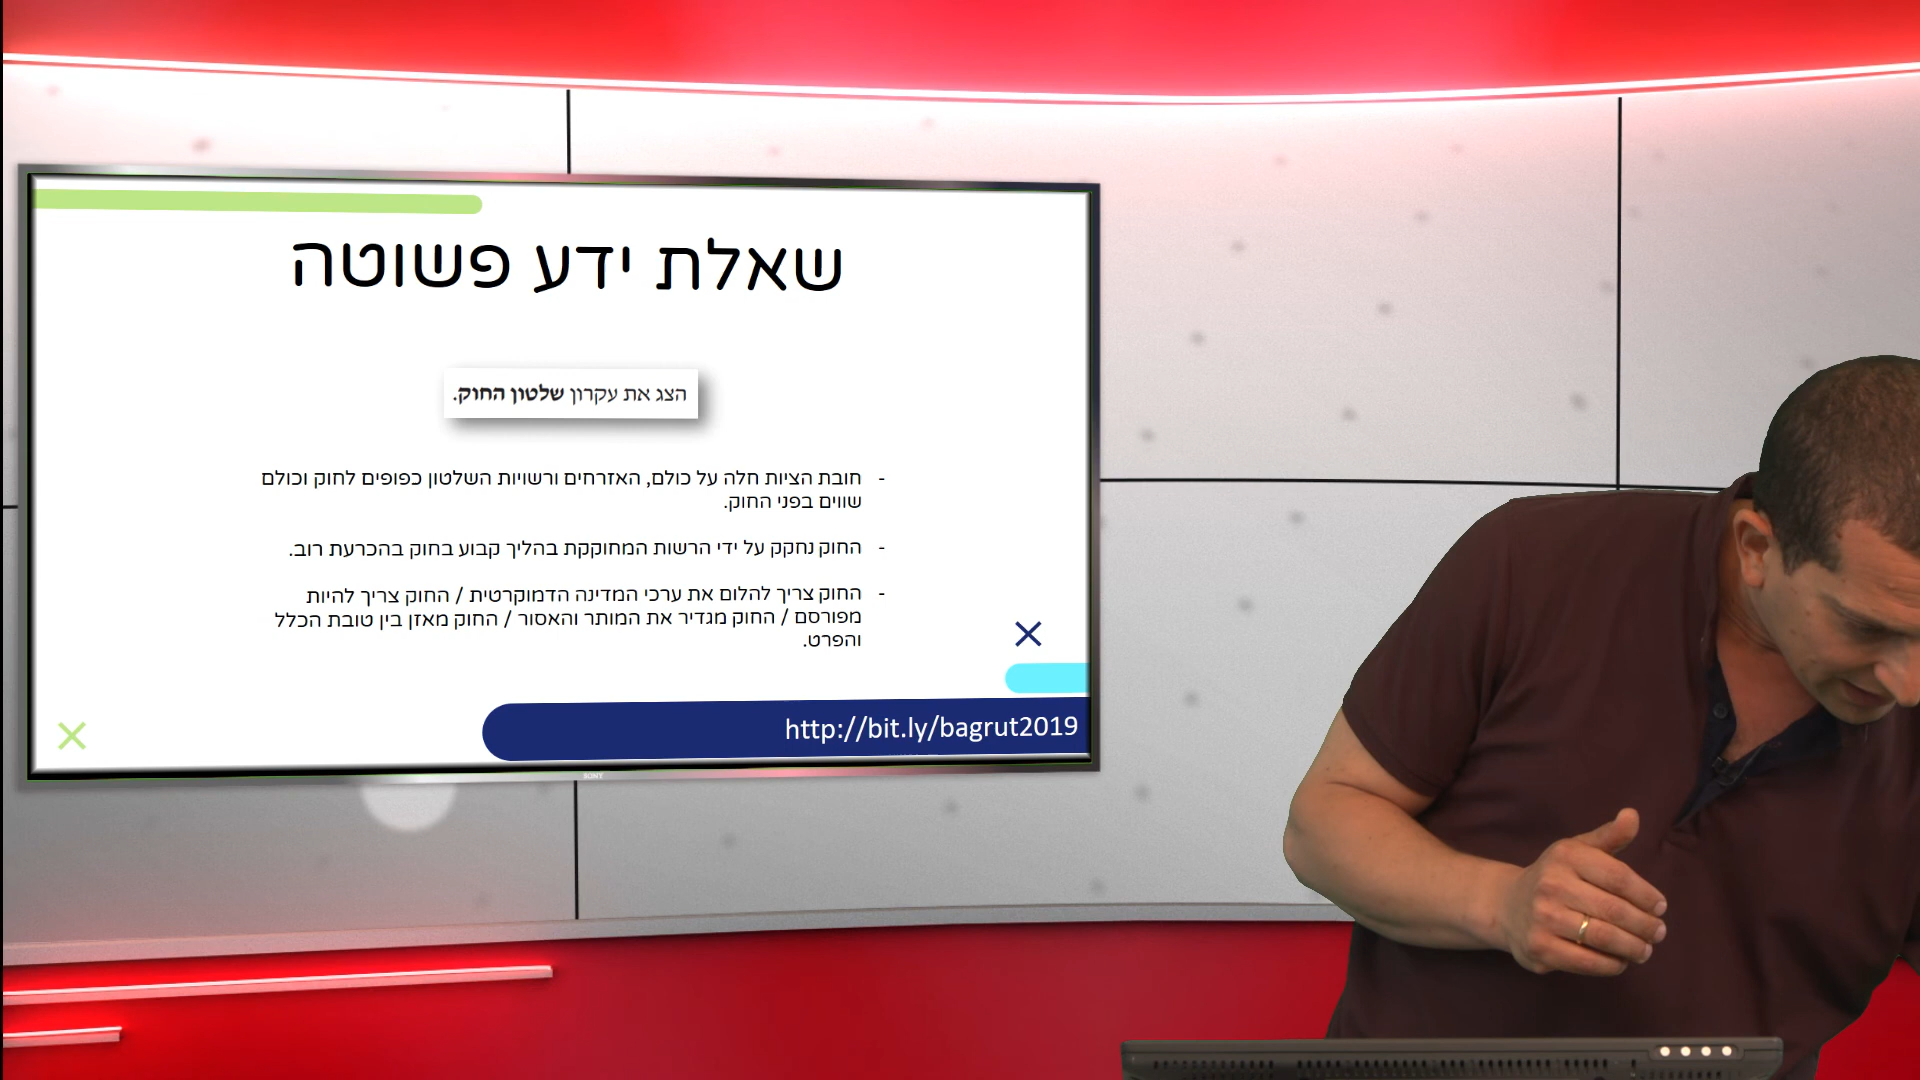 שאלת ידע פשוטה
הצג את עקרון שלטון החוק.
- חובת הציות חלה על כולם, האזרחים ורשויות השלטון כפופים לחוק וכולם
שווים בפני החוק.
- החוק נחקק על ידי הרשות המחוקקת בהליך קבוע בחוק בהכרעת רוב.
- החוק צריך להלום את ערכי המדינה הדמוקרטית / החוק צריך להיות
מפורסם / החוק מגדיר את המותר והאסור / החוק מאזן בין טובת הכלל
והפרט.
http://bit.ly/bagrut2019
SONY